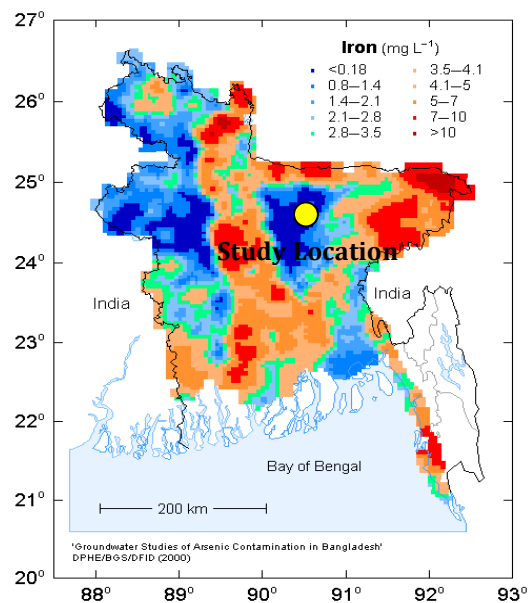 27°
26°
25°
24°
23°
22°
21°
20°
Iron (mg L⁻¹)
<0.18
0.8—1.4
1.4—2.1
2.1—2.8
2.8—3.5
3.5—4.1
4.1—5
5—7
7—10
>10
Study Location
India
India
Bay of Bengal
200 km
'Groundwater Studies of Arsenic Contamination in Bangladesh'
DPHE/BGS/DFID (2000)
88° 89° 90° 91° 92° 93°